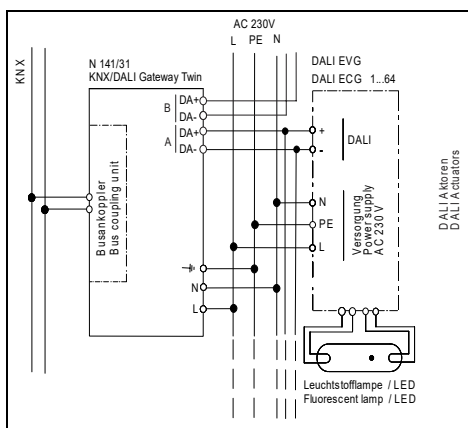 AC 230V
L PE N
KNX
N 141/31
KNX/DALI Gateway Twin
DALI EVG
DALI ECG 1...64
B
DA+
DA-
A
DA+
DA-
+
-
DALI
Busankoppler
Bus coupling unit
N
PE
L
Versorgung
Power supply
AC 230 V
DALI Aktoren
DALI Actuators
N
L
Leuchtstofflampe / LED
Fluorescent lamp / LED